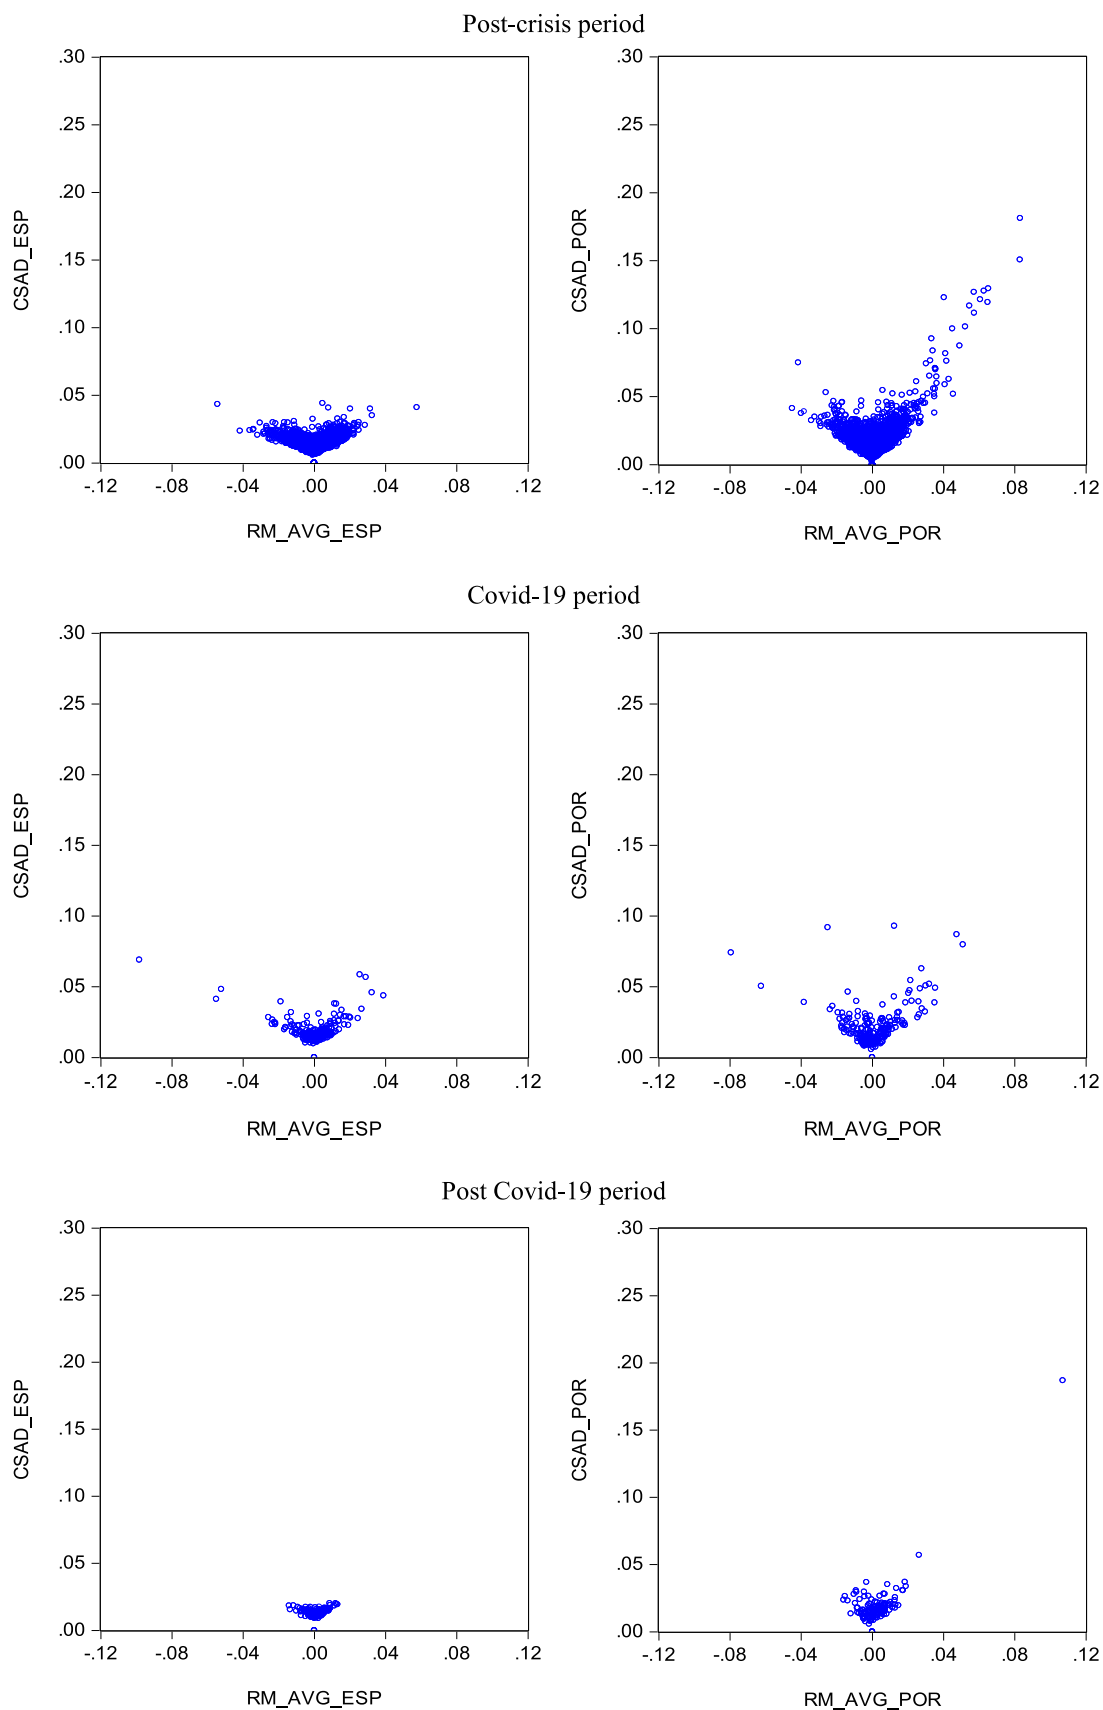 Post-crisis period
.30
.25
.20
.15
.10
.05
.00
CSAD_ESP
-.12 -.08 -.04 .00 .04 .08 .12
RM_AVG_ESP
.30
.25
.20
.15
.10
.05
.00
CSAD_POR
-.12 -.08 -.04 .00 .04 .08 .12
RM_AVG_POR
Covid-19 period
.30
.25
.20
.15
.10
.05
.00
CSAD_ESP
-.12 -.08 -.04 .00 .04 .08 .12
RM_AVG_ESP
.30
.25
.20
.15
.10
.05
.00
CSAD_POR
-.12 -.08 -.04 .00 .04 .08 .12
RM_AVG_POR
Post Covid-19 period
.30
.25
.20
.15
.10
.05
.00
CSAD_ESP
-.12 -.08 -.04 .00 .04 .08 .12
RM_AVG_ESP
.30
.25
.20
.15
.10
.05
.00
CSAD_POR
-.12 -.08 -.04 .00 .04 .08 .12
RM_AVG_POR